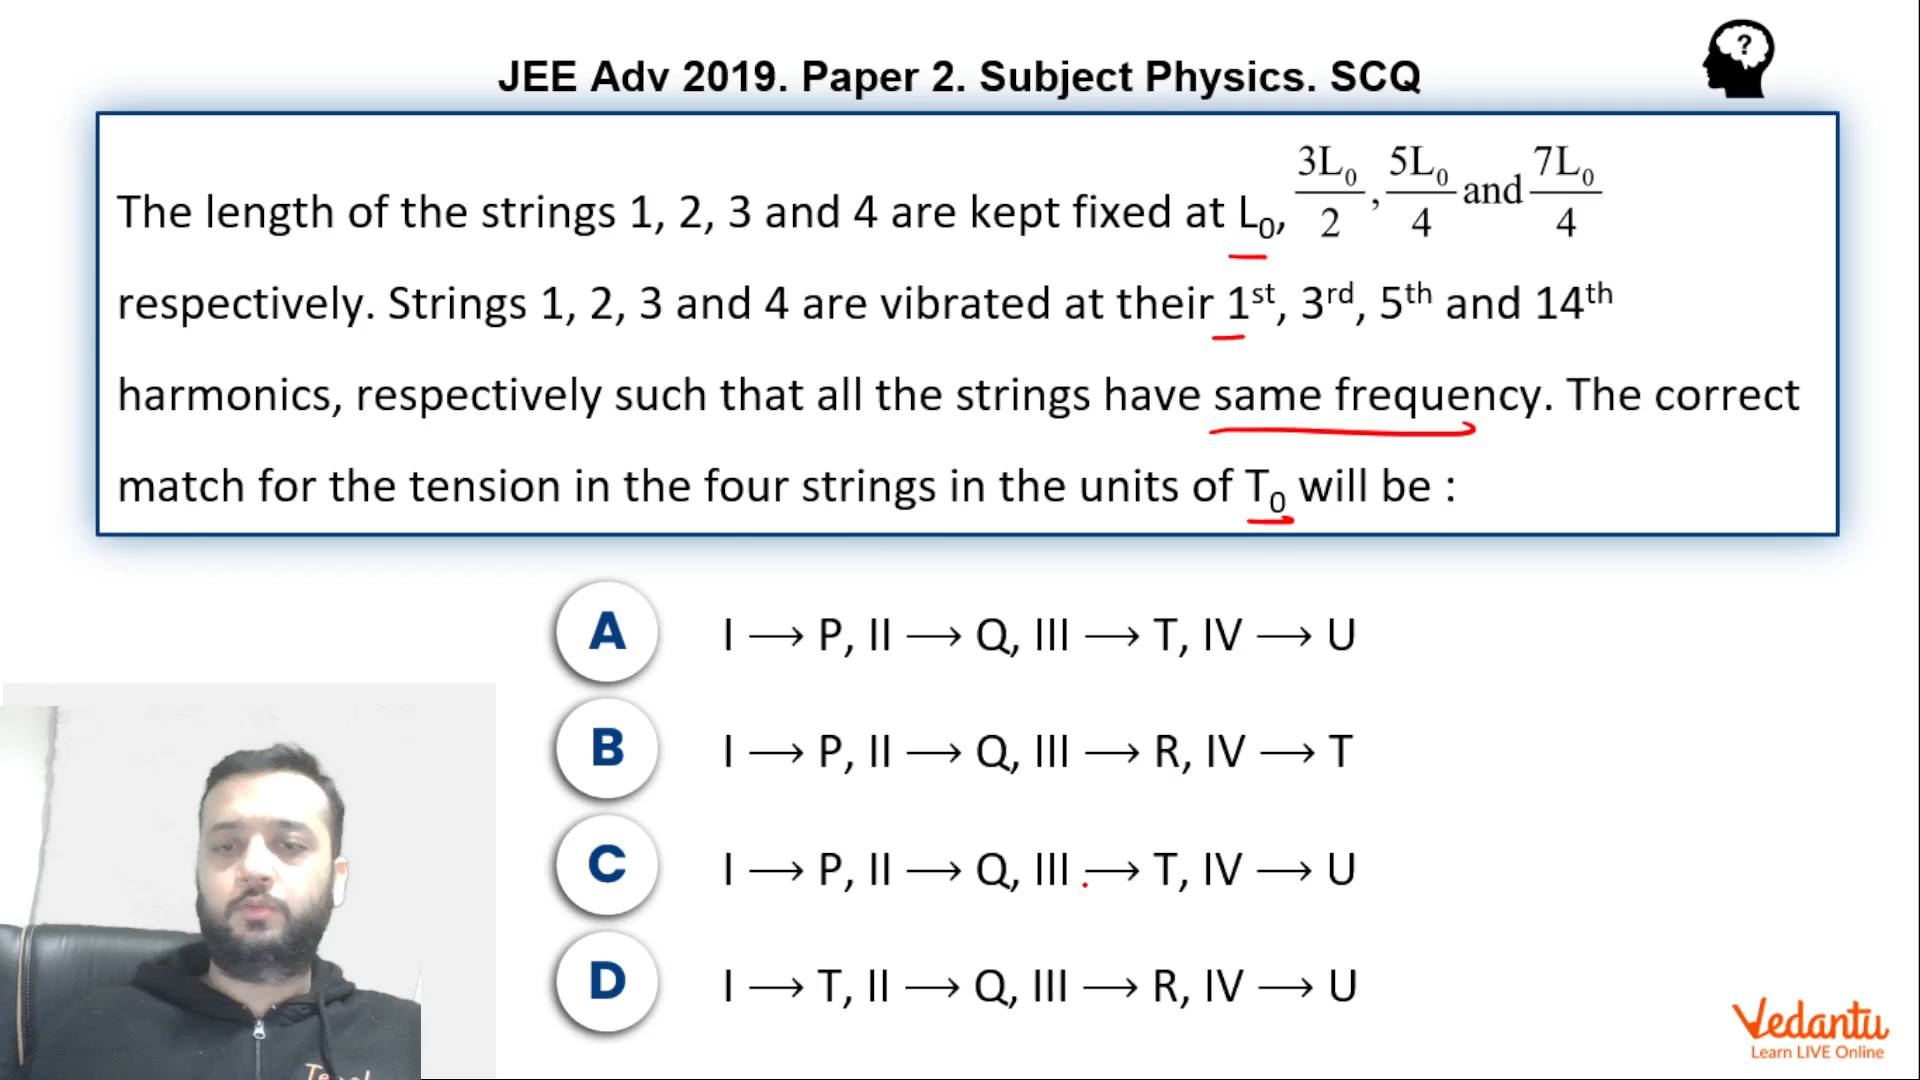 JEE Adv 2019. Paper 2. Subject Physics. SCQ
?
The length of the strings 1, 2, 3 and 4 are kept fixed at L₀, 3L₀/2, 5L₀/4 and 7L₀/4
respectively. Strings 1, 2, 3 and 4 are vibrated at their 1st, 3rd, 5th and 14th
harmonics, respectively such that all the strings have same frequency. The correct
match for the tension in the four strings in the units of T₀ will be :
A I ⟶ P, II ⟶ Q, III ⟶ T, IV ⟶ U
B I ⟶ P, II ⟶ Q, III ⟶ R, IV ⟶ T
C I ⟶ P, II ⟶ Q, III ⟶ T, IV ⟶ U
D I ⟶ T, II ⟶ Q, III ⟶ R, IV ⟶ U
Vedantu
Learn LIVE Online